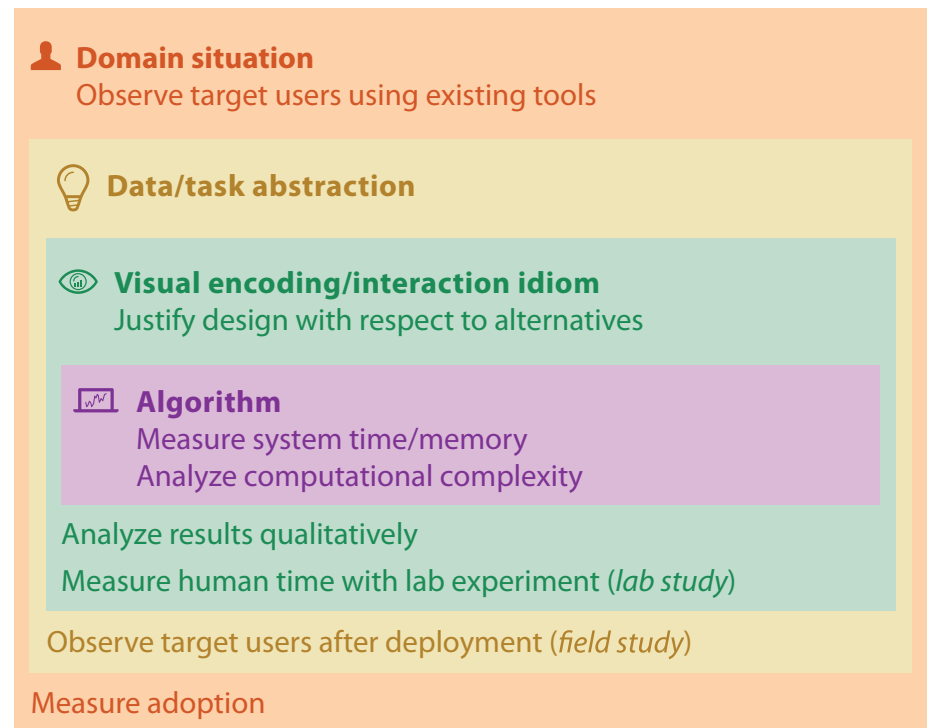 Domain situation
Observe target users using existing tools
Data/task abstraction
Visual encoding/interaction idiom
Justify design with respect to alternatives
Algorithm
Measure system time/memory
Analyze computational complexity
Analyze results qualitatively
Measure human time with lab experiment (lab study)
Observe target users after deployment (field study)
Measure adoption